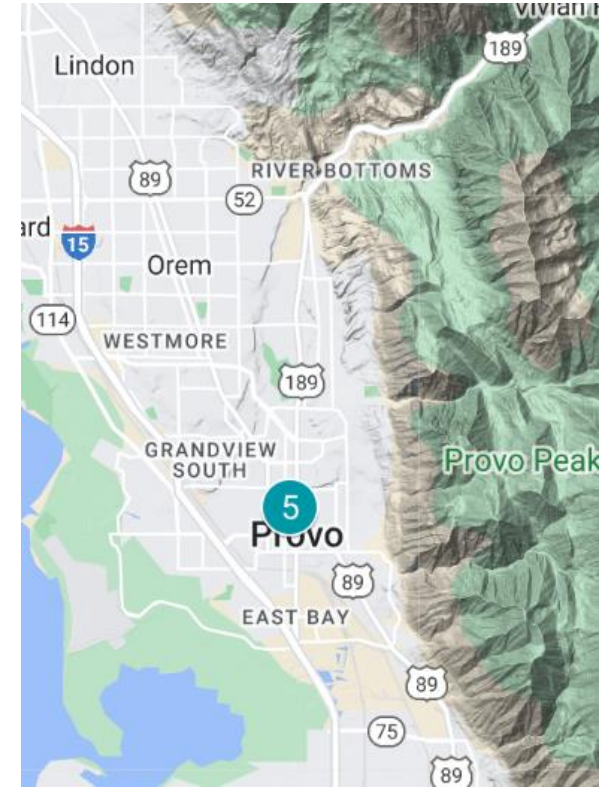 189
Lindon
89
RIVER BOTTOMS
52
15
Orem
114
WESTMORE
189
GRANDVIEW
SOUTH
Provo Peak
5
Provo
89
EAST BAY
89
75
89